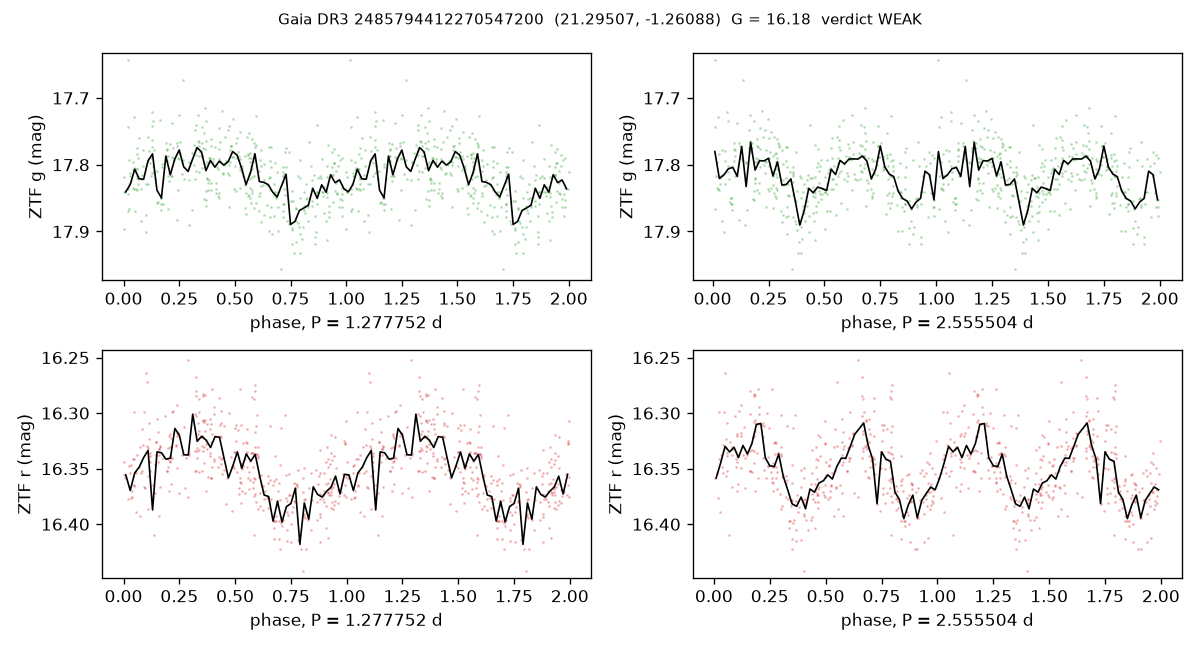 Gaia DR3 2485794412270547200 (21.29507, -1.26088) G = 16.18 verdict WEAK
ZTF g (mag)
17.7
17.8
17.9
0.00 0.25 0.50 0.75 1.00 1.25 1.50 1.75 2.00
phase, P = 1.277752 d
ZTF g (mag)
17.7
17.8
17.9
0.00 0.25 0.50 0.75 1.00 1.25 1.50 1.75 2.00
phase, P = 2.555504 d
ZTF r (mag)
16.25
16.30
16.35
16.40
0.00 0.25 0.50 0.75 1.00 1.25 1.50 1.75 2.00
phase, P = 1.277752 d
ZTF r (mag)
16.25
16.30
16.35
16.40
0.00 0.25 0.50 0.75 1.00 1.25 1.50 1.75 2.00
phase, P = 2.555504 d